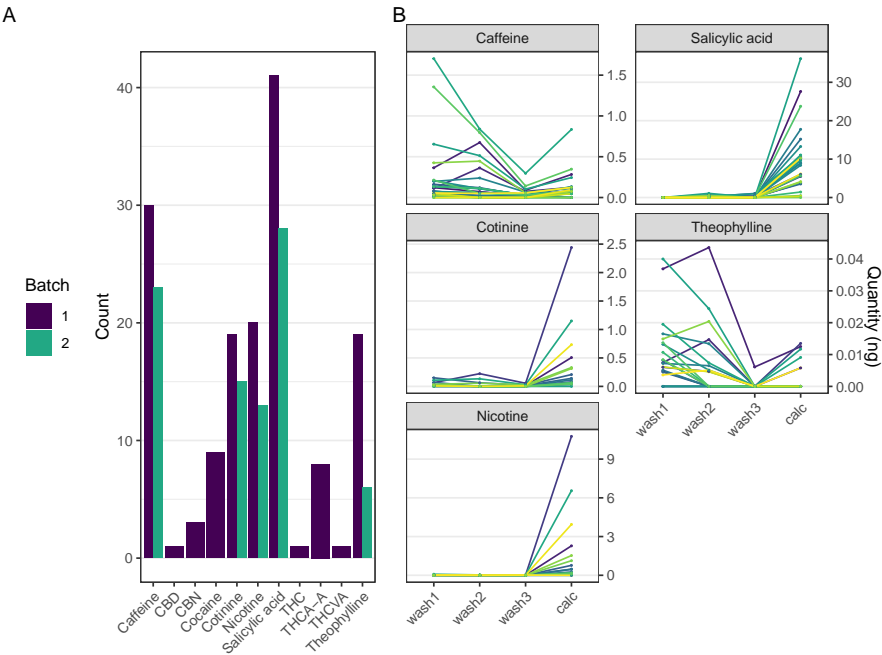 A
B
Batch
1
2
Count
40
30
20
10
0
Caffeine
CBD
CBN
Cocaine
Cotinine
Nicotine
Salicylic acid
THC
THCA−A
THCVA
Theophylline
Caffeine
1.5
1.0
0.5
0.0
Salicylic acid
30
20
10
0
Cotinine
2.5
2.0
1.5
1.0
0.5
0.0
Theophylline
0.04
0.03
0.02
0.01
0.00
wash1
wash2
wash3
calc
Nicotine
9
6
3
0
wash1
wash2
wash3
calc
Quantity (ng)